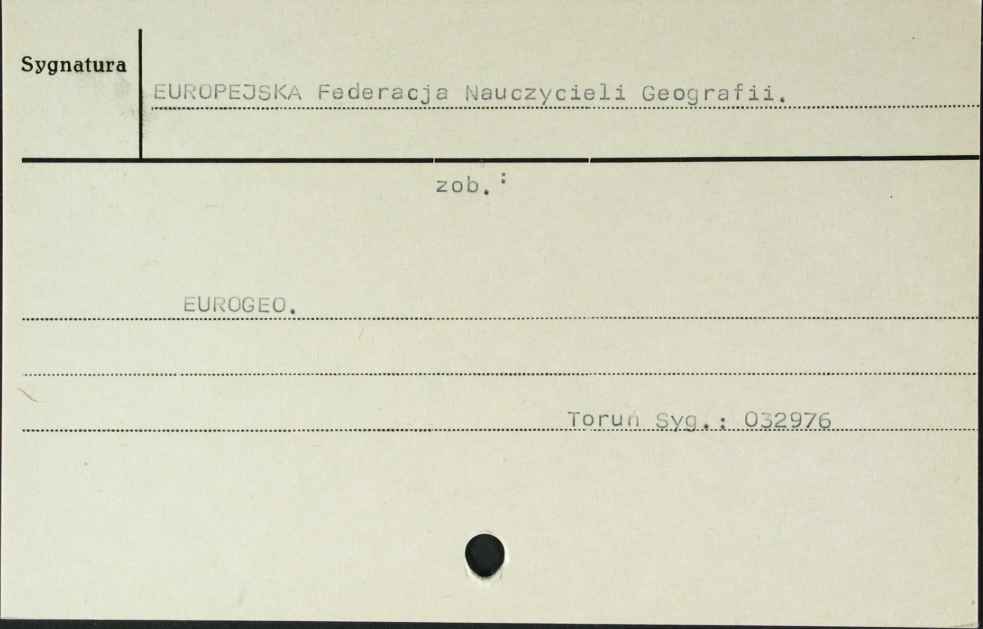 Sygnatura
EUROPEJSKA Federacja Nauczycieli Geografii.
zob.:
EUROGEO.
Toruń Syg.: 032976